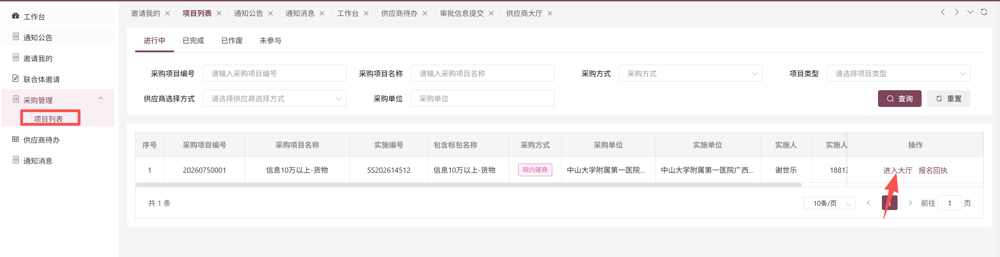 工作台
通知公告
邀请我的
联合体邀请
采购管理
项目列表
供应商待办
通知消息
邀请我的 项目列表 通知公告 通知消息 工作台 供应商待办 审批信息提交 供应商大厅
进行中 已完成 已作废 未参与
采购项目编号 请输入采购项目编号 采购项目名称 请输入采购项目名称 采购方式 采购方式 项目类型 请选择项目类型
供应商选择方式 请选择供应商选择方式 采购单位 采购单位 查询 重置
序号 采购项目编号 采购项目名称 实施编号 包含标包名称 采购方式 采购单位 实施单位 实施人 实施人 操作
1 20260750001 信息10万以上-货物 SS202614512 信息10万以上-货物 院内磋商 中山大学附属第一医院... 中山大学附属第一医院广西... 谢世乐 1881 进入大厅 报名回执
共 1 条 10条/页 前往 1 页